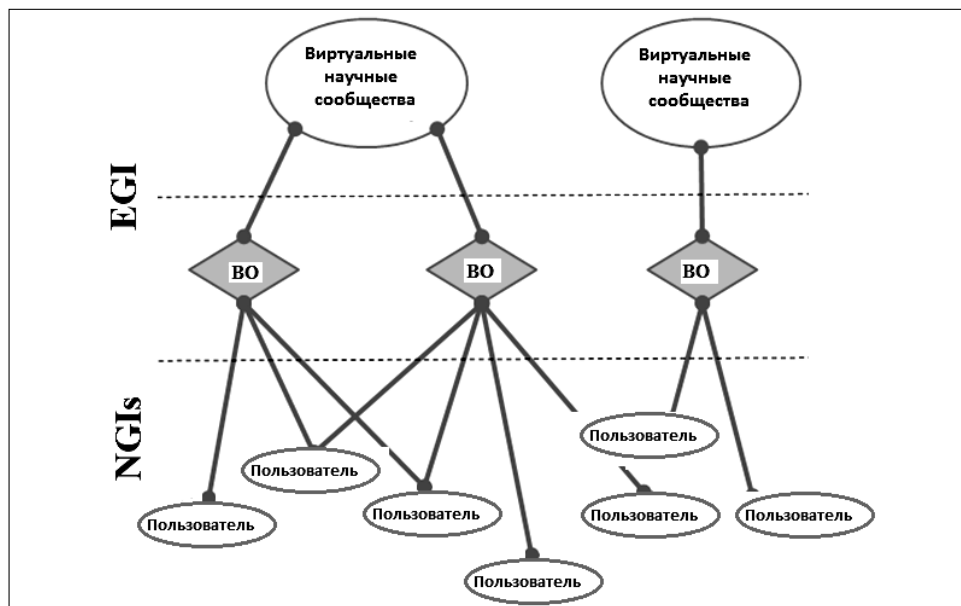 Виртуальные
научные
сообщества
Виртуальные
научные
сообщества
EGI
ВО
ВО
ВО
NGIs
Пользователь
Пользователь
Пользователь
Пользователь
Пользователь
Пользователь
Пользователь